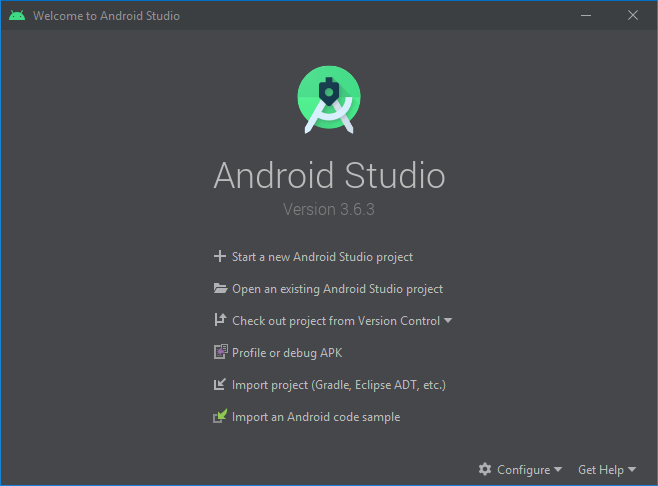 Welcome to Android Studio
Android Studio
Version 3.6.3
Start a new Android Studio project
Open an existing Android Studio project
Check out project from Version Control
Profile or debug APK
Import project (Gradle, Eclipse ADT, etc.)
Import an Android code sample
Configure Get Help